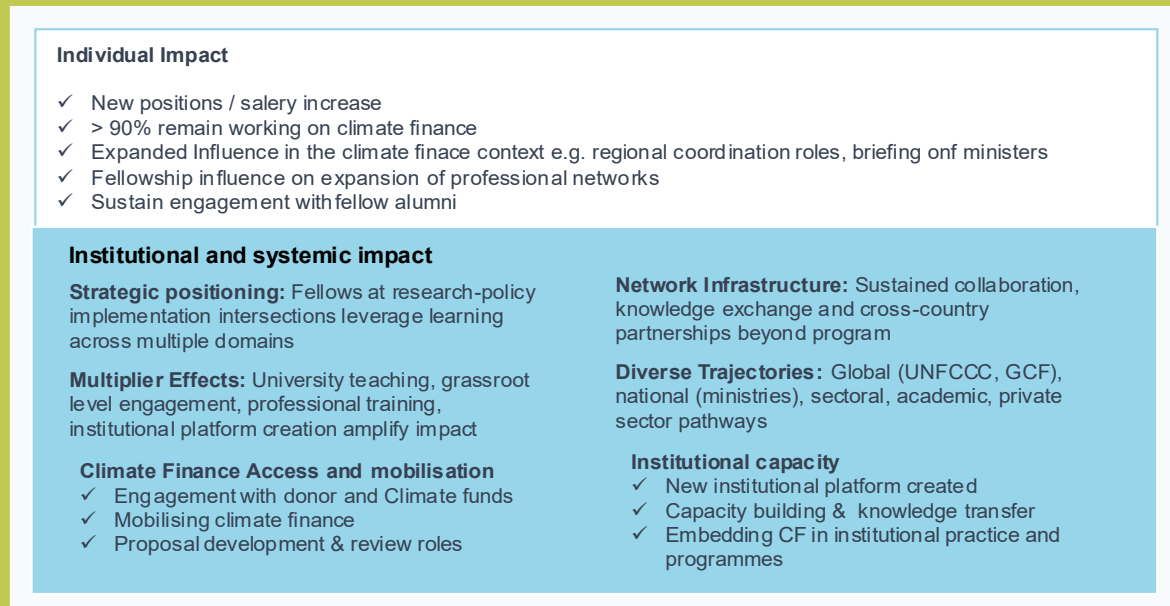 Individual Impact
✓ New positions / salery increase
✓ > 90% remain working on climate finance
✓ Expanded Influence in the climate finace context e.g. regional coordination roles, briefing onf ministers
✓ Fellowship influence on expansion of professional networks
✓ Sustain engagement with fellow alumni
Institutional and systemic impact
Strategic positioning: Fellows at research-policy
implementation intersections leverage learning
across multiple domains
Multiplier Effects: University teaching, grassroot
level engagement, professional training,
institutional platform creation amplify impact
Climate Finance Access and mobilisation
✓ Engagement with donor and Climate funds
✓ Mobilising climate finance
✓ Proposal development & review roles
Network Infrastructure: Sustained collaboration,
knowledge exchange and cross-country
partnerships beyond program
Diverse Trajectories: Global (UNFCCC, GCF),
national (ministries), sectoral, academic, private
sector pathways
Institutional capacity
✓ New institutional platform created
✓ Capacity building & knowledge transfer
✓ Embedding CF in institutional practice and
programmes